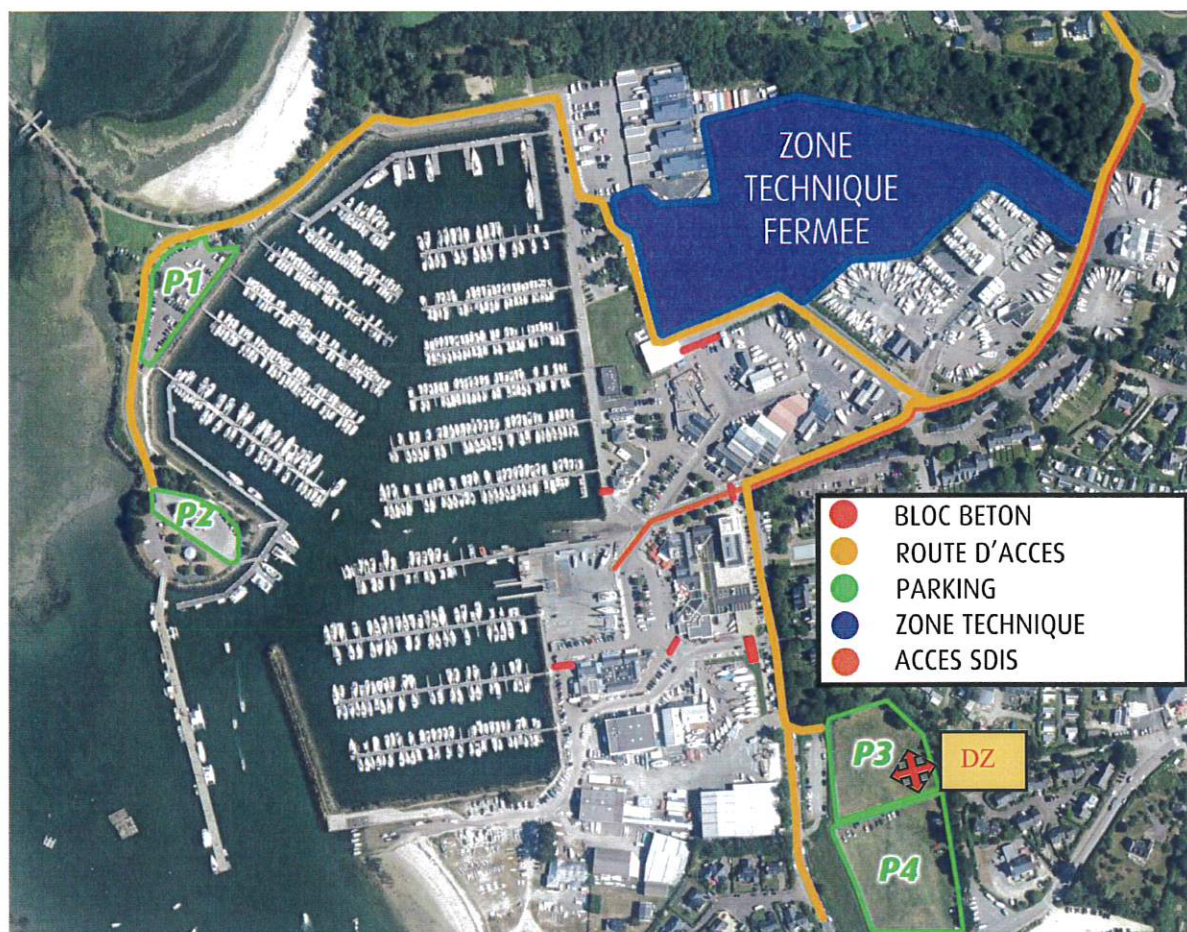 ZONE
TECHNIQUE
FERMEE
P1
P2
BLOC BETON
ROUTE D'ACCES
PARKING
ZONE TECHNIQUE
ACCES SDIS
P3
DZ
P4